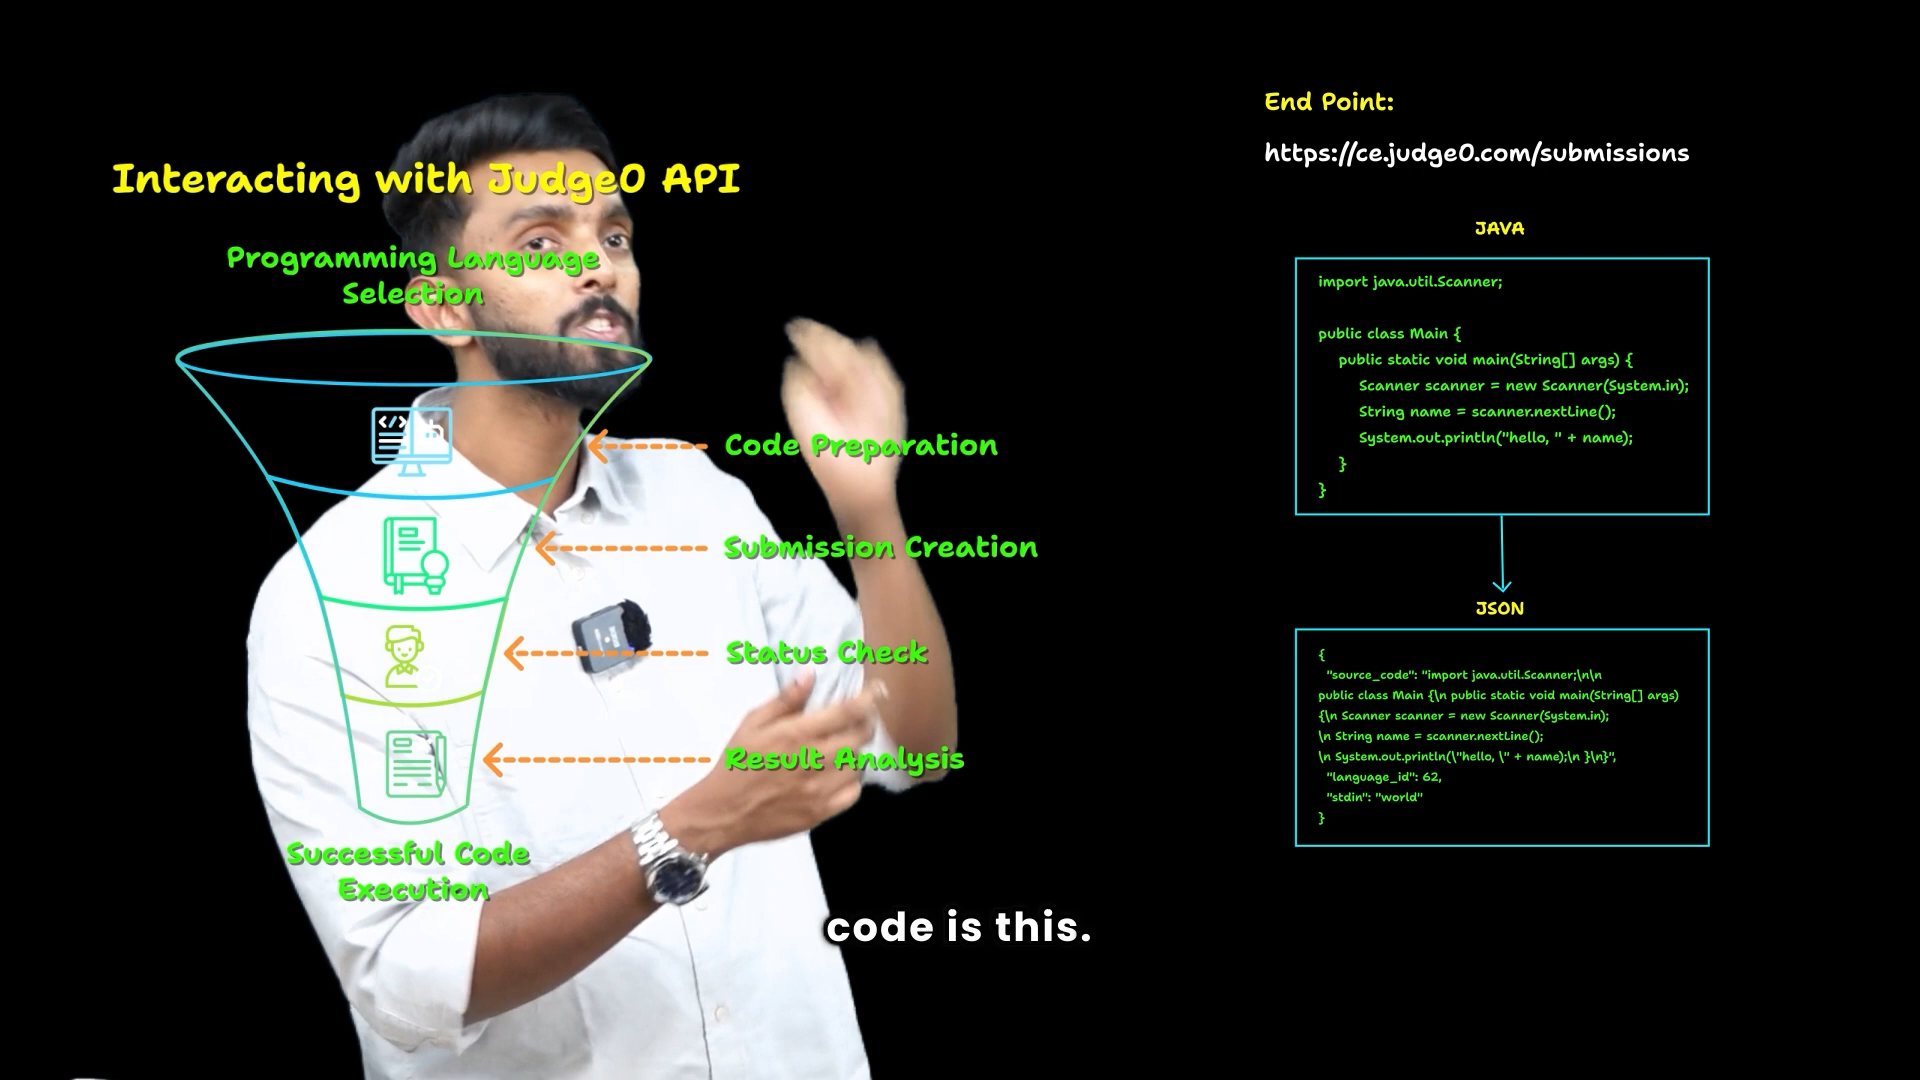 Interacting with Judge0 API
Programming Language
Selection
Code Preparation
Submission Creation
Status Check
Result Analysis
Successful Code
Execution
End Point:
https://ce.judge0.com/submissions
JAVA
import java.util.Scanner;
public class Main {
public static void main(String[] args) {
Scanner scanner = new Scanner(System.in);
String name = scanner.nextLine();
System.out.println("hello, " + name);
}
}
JSON
{
"source_code": "import java.util.Scanner;\n\n
public class Main {\n public static void main(String[] args)
{\n Scanner scanner = new Scanner(System.in);
\n String name = scanner.nextLine();
\n System.out.println(\"hello, \" + name);\n }\n}",
"language_id": 62,
"stdin": "world"
}
code is this.